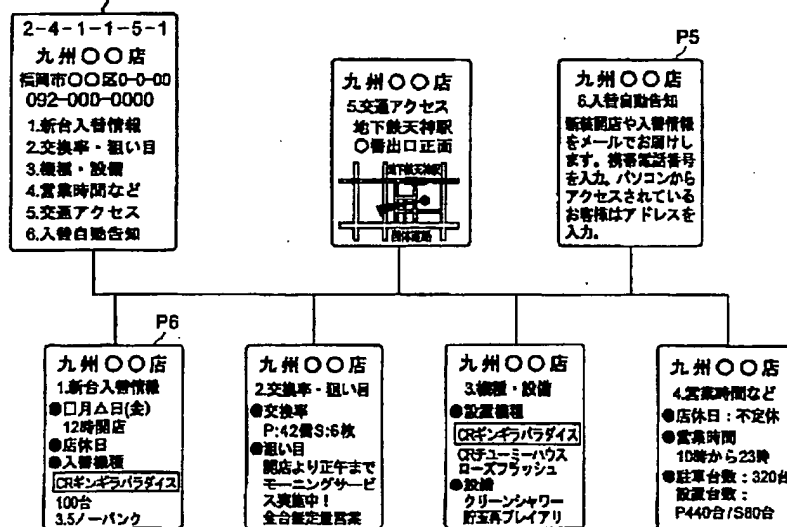 2-4-1-1-5-1
九州○○店
福岡市○○区0-0-00
092-000-0000
1.新台入替情報
2.交換率・狙い目
3.機種・設備
4.営業時間など
5.交通アクセス
6.入替自動告知
九州○○店
5.交通アクセス
地下鉄天神駅
○番出口正面
地下鉄天神駅
国体道路
P5
九州○○店
6.入替自動告知
新装開店や入替情報
をメールでお届けし
ます。携帯電話番号
を入力。パソコンから
アクセスされている
お客様はアドレスを
入力。
P6
九州○○店
1.新台入替情報
●□月△日(金)
12時開店
●店休日
●入替機種
CRギンギラパラダイス
100台
3.5ノーパンク
九州○○店
2.交換率・狙い目
●交換率
P:42個S:6枚
●狙い目
開店より正午まで
モーニングサービ
ス実施中!
全台無定量営業
九州○○店
3.機種・設備
●設置機種
CRギンギラパラダイス
CRチューミーハウス
ローズフラッシュ
●設備
クリーンシャワー
貯玉再プレイアリ
九州○○店
4.営業時間など
●店休日:不定休
●営業時間
10時から23時
●駐車台数:320台
設置台数:
P440台/S80台